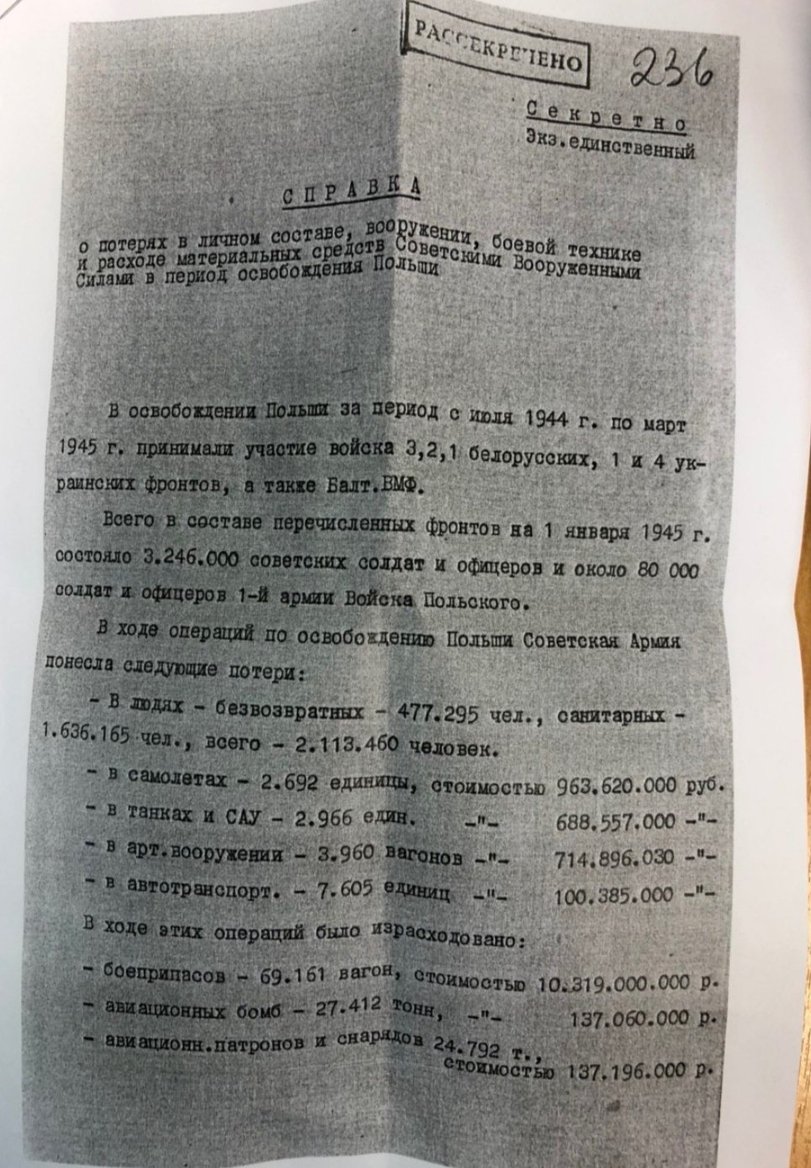 РАССЕКРЕЧЕНО
236
Секретно
Экз.единственный
СПРАВКА
о потерях в личном составе, вооружении, боевой технике
и расходе материальных средств Советскими Вооруженными
Силами в период освобождения Польши
В освобождении Польши за период с июля 1944 г. по март
1945 г. принимали участие войска 3,2,1 белорусских, 1 и 4 ук-
раинских фронтов, а также Балт.ВМФ.
Всего в составе перечисленных фронтов на 1 января 1945 г.
состояло 3.246.000 советских солдат и офицеров и около 80 000
солдат и офицеров 1-й армии Войска Польского.
В ходе операций по освобождению Польши Советская Армия
понесла следующие потери:
- В людях - безвозвратных - 477.295 чел., санитарных -
1.636.165 чел., всего - 2.113.460 человек.
- в самолетах - 2.692 единицы, стоимостью 963.620.000 руб.
- в танках и САУ - 2.966 един. -"- 688.557.000 -"-
- в арт.вооружении - 3.960 вагонов -"- 714.896.030 -"-
- в автотранспорт. - 7.605 единиц -"- 100.385.000 -"-
В ходе этих операций было израсходовано:
- боеприпасов - 69.161 вагон, стоимостью 10.319.000.000 р.
- авиационных бомб - 27.412 тонн, -"- 137.060.000 р.
- авиационн.патронов и снарядов 24.792 т.,
стоимостью 137.196.000 р.